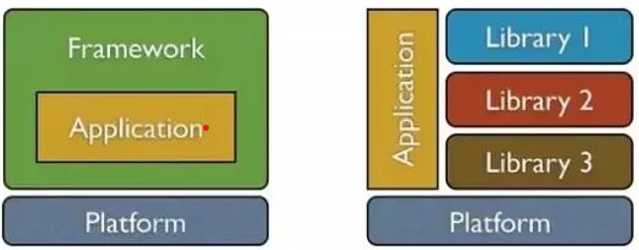 Framework
Application
Platform
Application
Library 1
Library 2
Library 3
Platform